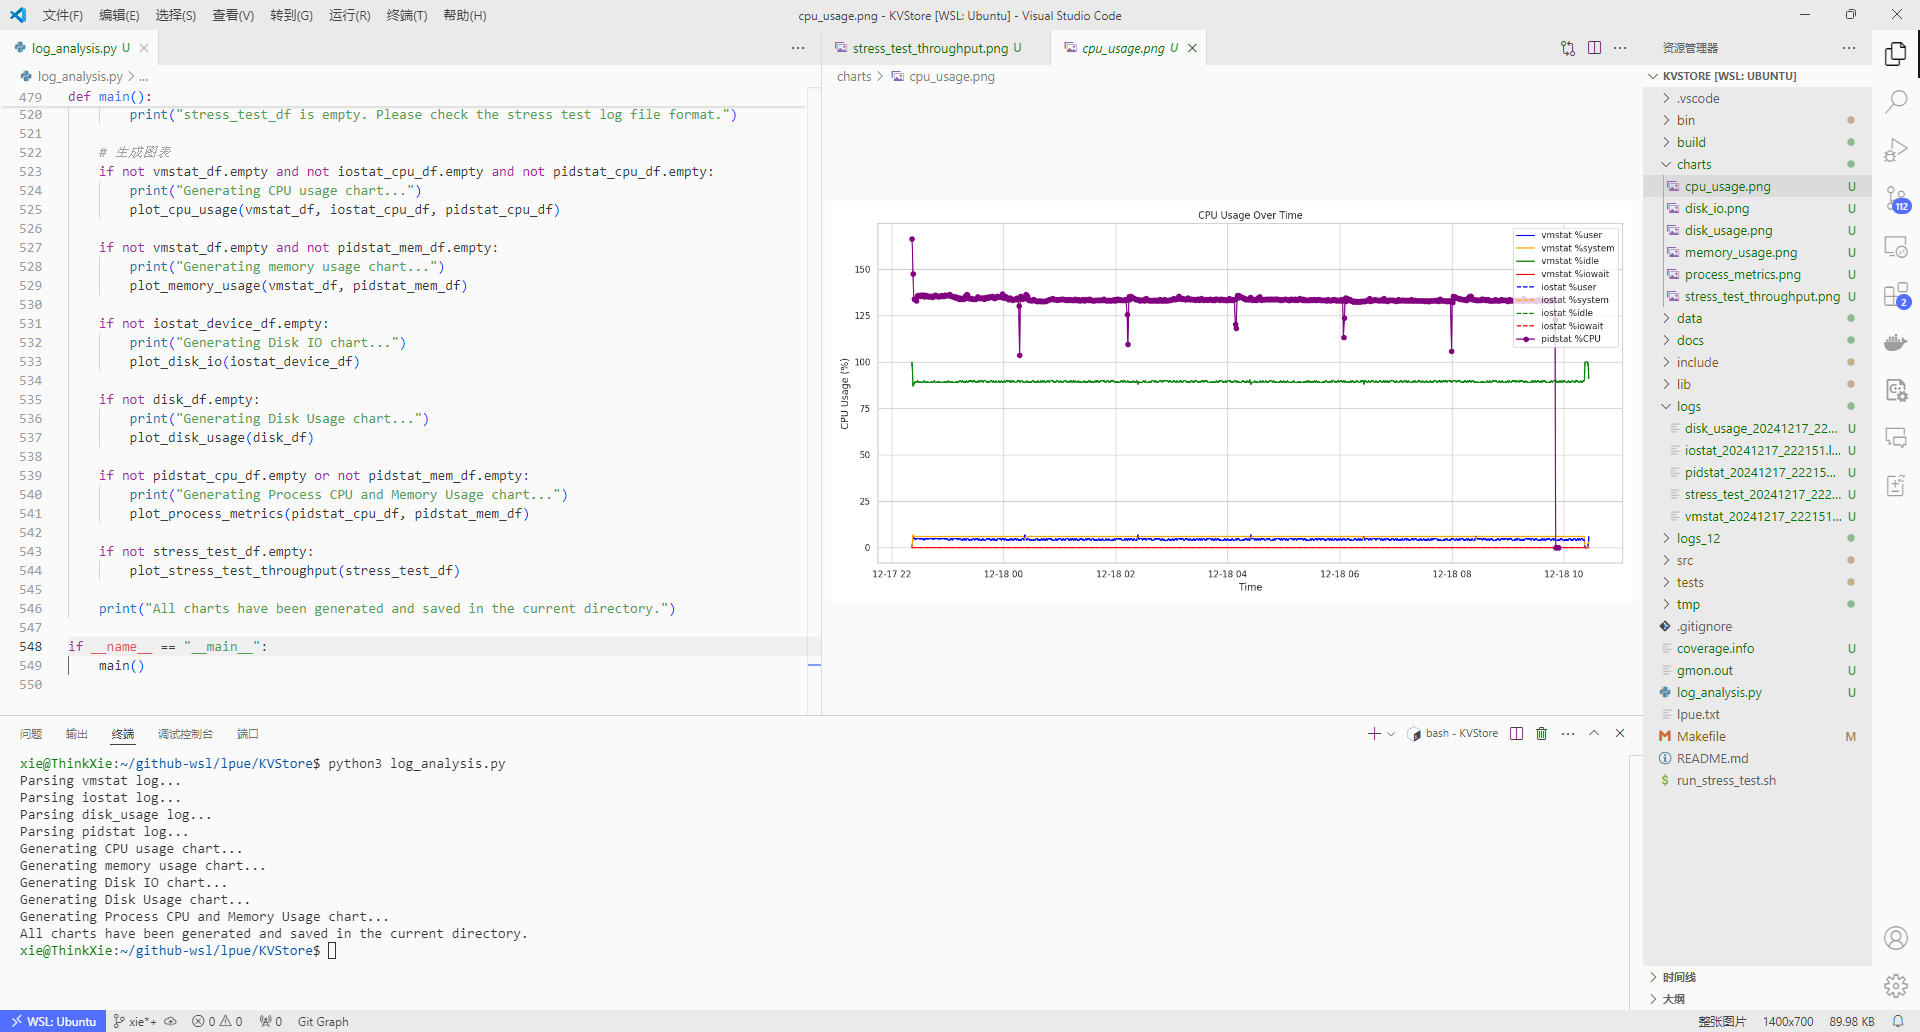 文件(F) 编辑(E) 选择(S) 查看(V) 转到(G) 运行(R) 终端(T) 帮助(H)
cpu_usage.png - KVStore [WSL: Ubuntu] - Visual Studio Code
log_analysis.py U
log_analysis.py > ...
479 def main():
520 print("stress_test_df is empty. Please check the stress test log file format.")
521
522 # 生成图表
523 if not vmstat_df.empty and not iostat_cpu_df.empty and not pidstat_cpu_df.empty:
524 print("Generating CPU usage chart...")
525 plot_cpu_usage(vmstat_df, iostat_cpu_df, pidstat_cpu_df)
526
527 if not vmstat_df.empty and not pidstat_mem_df.empty:
528 print("Generating memory usage chart...")
529 plot_memory_usage(vmstat_df, pidstat_mem_df)
530
531 if not iostat_device_df.empty:
532 print("Generating Disk IO chart...")
533 plot_disk_io(iostat_device_df)
534
535 if not disk_df.empty:
536 print("Generating Disk Usage chart...")
537 plot_disk_usage(disk_df)
538
539 if not pidstat_cpu_df.empty or not pidstat_mem_df.empty:
540 print("Generating Process CPU and Memory Usage chart...")
541 plot_process_metrics(pidstat_cpu_df, pidstat_mem_df)
542
543 if not stress_test_df.empty:
544 plot_stress_test_throughput(stress_test_df)
545
546 print("All charts have been generated and saved in the current directory.")
547
548 if __name__ == "__main__":
549 main()
550
stress_test_throughput.png U
cpu_usage.png U
charts > cpu_usage.png
CPU Usage Over Time
vmstat %user
vmstat %system
vmstat %idle
vmstat %iowait
iostat %user
iostat %system
iostat %idle
iostat %iowait
pidstat %CPU
CPU Usage (%)
150
125
100
75
50
25
0
12-17 22 12-18 00 12-18 02 12-18 04 12-18 06 12-18 08 12-18 10
Time
资源管理器
KVSTORE [WSL: UBUNTU]
.vscode
bin
build
charts
cpu_usage.png U
disk_io.png U
disk_usage.png U
memory_usage.png U
process_metrics.png U
stress_test_throughput.png U
data
docs
include
lib
logs
disk_usage_20241217_22... U
iostat_20241217_222151.l... U
pidstat_20241217_22215... U
stress_test_20241217_222... U
vmstat_20241217_222151... U
logs_12
src
tests
tmp
.gitignore
coverage.info U
gmon.out U
log_analysis.py U
lpue.txt
Makefile M
README.md
run_stress_test.sh
时间线
大纲
112
2
问题 输出 终端 调试控制台 端口
bash - KVStore
xie@ThinkXie:~/github-wsl/lpue/KVStore$ python3 log_analysis.py
Parsing vmstat log...
Parsing iostat log...
Parsing disk_usage log...
Parsing pidstat log...
Generating CPU usage chart...
Generating memory usage chart...
Generating Disk IO chart...
Generating Disk Usage chart...
Generating Process CPU and Memory Usage chart...
All charts have been generated and saved in the current directory.
xie@ThinkXie:~/github-wsl/lpue/KVStore$
WSL: Ubuntu xie*+ 0 0 0 Git Graph
整张图片 1400x700 89.98 KB